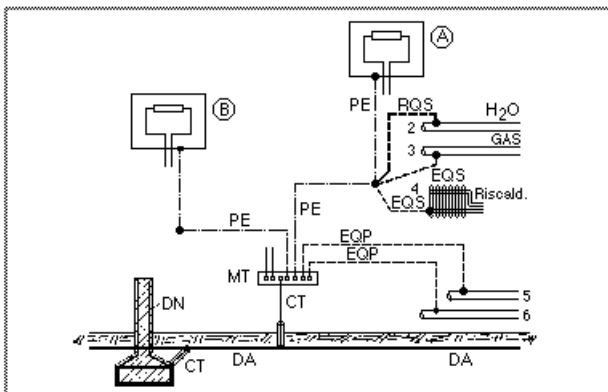 A
B
PE
RQS
H2O
2
GAS
3
EQS
4
EQS
Riscald.
PE
PE
EQP
EQP
MT
CT
5
6
DN
CT
DA
DA